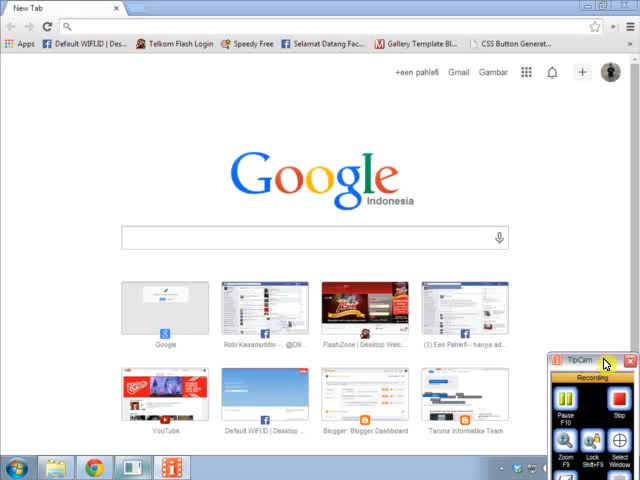 New Tab
Apps
Default WIFI.ID | Des...
Telkom Flash Login
Speedy Free
Selamat Datang Fac...
Gallery Template Bl...
CSS Button Generat...
+een pahlefi
Gmail
Gambar
Google
Indonesia
Google
Robi Kasamuddin - @DN...
FlashZone | Desktop Welc...
(3) Een Pahlefi - hanya ad...
YouTube
Default WIFI.ID | Desktop ...
Blogger: Blogger Dashboard
Taruna Informatika Team
TipCam
Recording
Pause
F10
Stop
Zoom
F9
Lock
Shift+F9
Select
Window